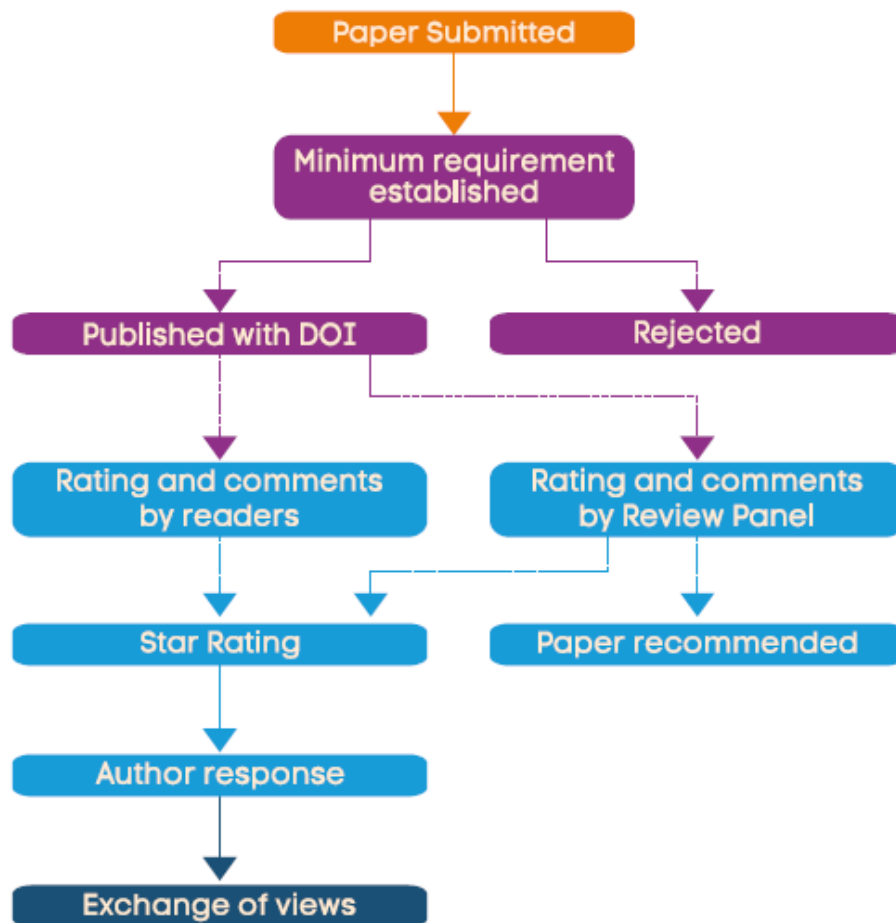 Paper Submitted
Minimum requirement
established
Published with DOI
Rejected
Rating and comments
by readers
Rating and comments
by Review Panel
Star Rating
Paper recommended
Author response
Exchange of views